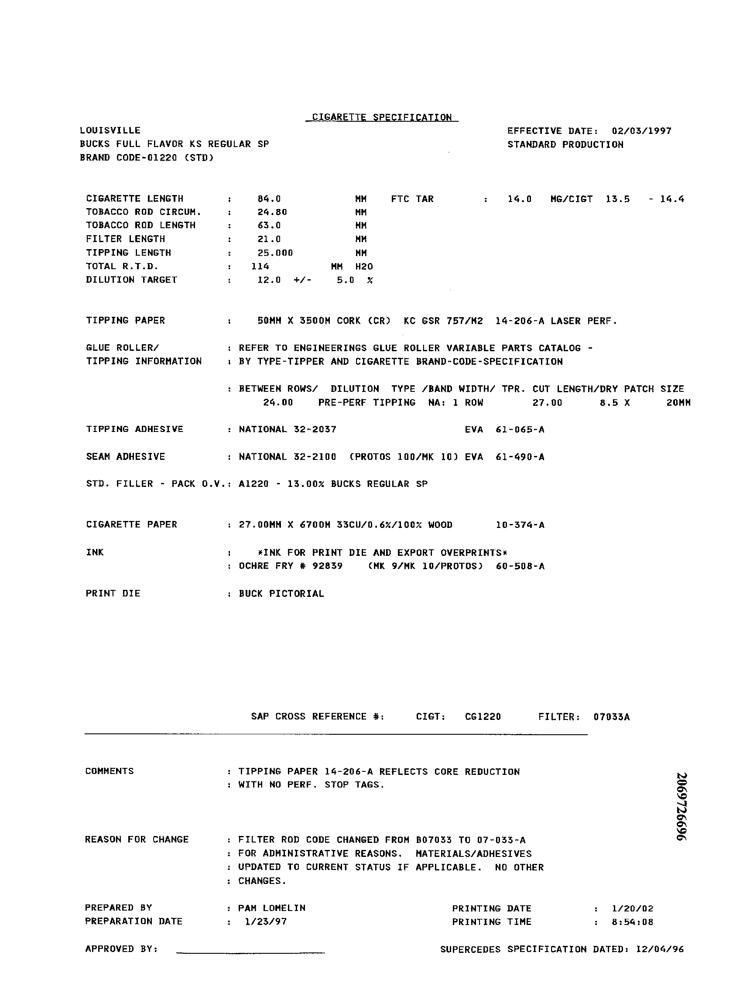 CIGARETTE SPECIFICATION
LOUISVILLE EFFECTIVE DATE: 02/03/1997
BUCKS FULL FLAVOR KS REGULAR SP STANDARD PRODUCTION
BRAND CODE-01220 (STD)
CIGARETTE LENGTH : 84.0 MM FTC TAR : 14.0 MG/CIGT 13.5 - 14.4
TOBACCO ROD CIRCUM. : 24.80 MM
TOBACCO ROD LENGTH : 63.0 MM
FILTER LENGTH : 21.0 MM
TIPPING LENGTH : 25.000 MM
TOTAL R.T.D. : 114 MM H2O
DILUTION TARGET : 12.0 +/- 5.0 %
TIPPING PAPER : 50MM X 3500M CORK (CR) KC GSR 757/M2 14-206-A LASER PERF.
GLUE ROLLER/ : REFER TO ENGINEERINGS GLUE ROLLER VARIABLE PARTS CATALOG -
TIPPING INFORMATION : BY TYPE-TIPPER AND CIGARETTE BRAND-CODE-SPECIFICATION
: BETWEEN ROWS/ DILUTION TYPE /BAND WIDTH/ TPR. CUT LENGTH/DRY PATCH SIZE
24.00 PRE-PERF TIPPING NA: 1 ROW 27.00 8.5 X 20MM
TIPPING ADHESIVE : NATIONAL 32-2037 EVA 61-065-A
SEAM ADHESIVE : NATIONAL 32-2100 (PROTOS 100/MK 10) EVA 61-490-A
STD. FILLER - PACK O.V.: A1220 - 13.00% BUCKS REGULAR SP
CIGARETTE PAPER : 27.00MM X 6700M 33CU/0.6%/100% WOOD 10-374-A
INK : *INK FOR PRINT DIE AND EXPORT OVERPRINTS*
: OCHRE FRY # 92839 (MK 9/MK 10/PROTOS) 60-508-A
PRINT DIE : BUCK PICTORIAL
SAP CROSS REFERENCE #: CIGT: CG1220 FILTER: 07033A
COMMENTS : TIPPING PAPER 14-206-A REFLECTS CORE REDUCTION
: WITH NO PERF. STOP TAGS.
2069726696
REASON FOR CHANGE : FILTER ROD CODE CHANGED FROM B07033 TO 07-033-A
: FOR ADMINISTRATIVE REASONS. MATERIALS/ADHESIVES
: UPDATED TO CURRENT STATUS IF APPLICABLE. NO OTHER
: CHANGES.
PREPARED BY : PAM LOMELIN PRINTING DATE : 1/20/02
PREPARATION DATE : 1/23/97 PRINTING TIME : 8:54:08
APPROVED BY: SUPERCEDES SPECIFICATION DATED: 12/04/96